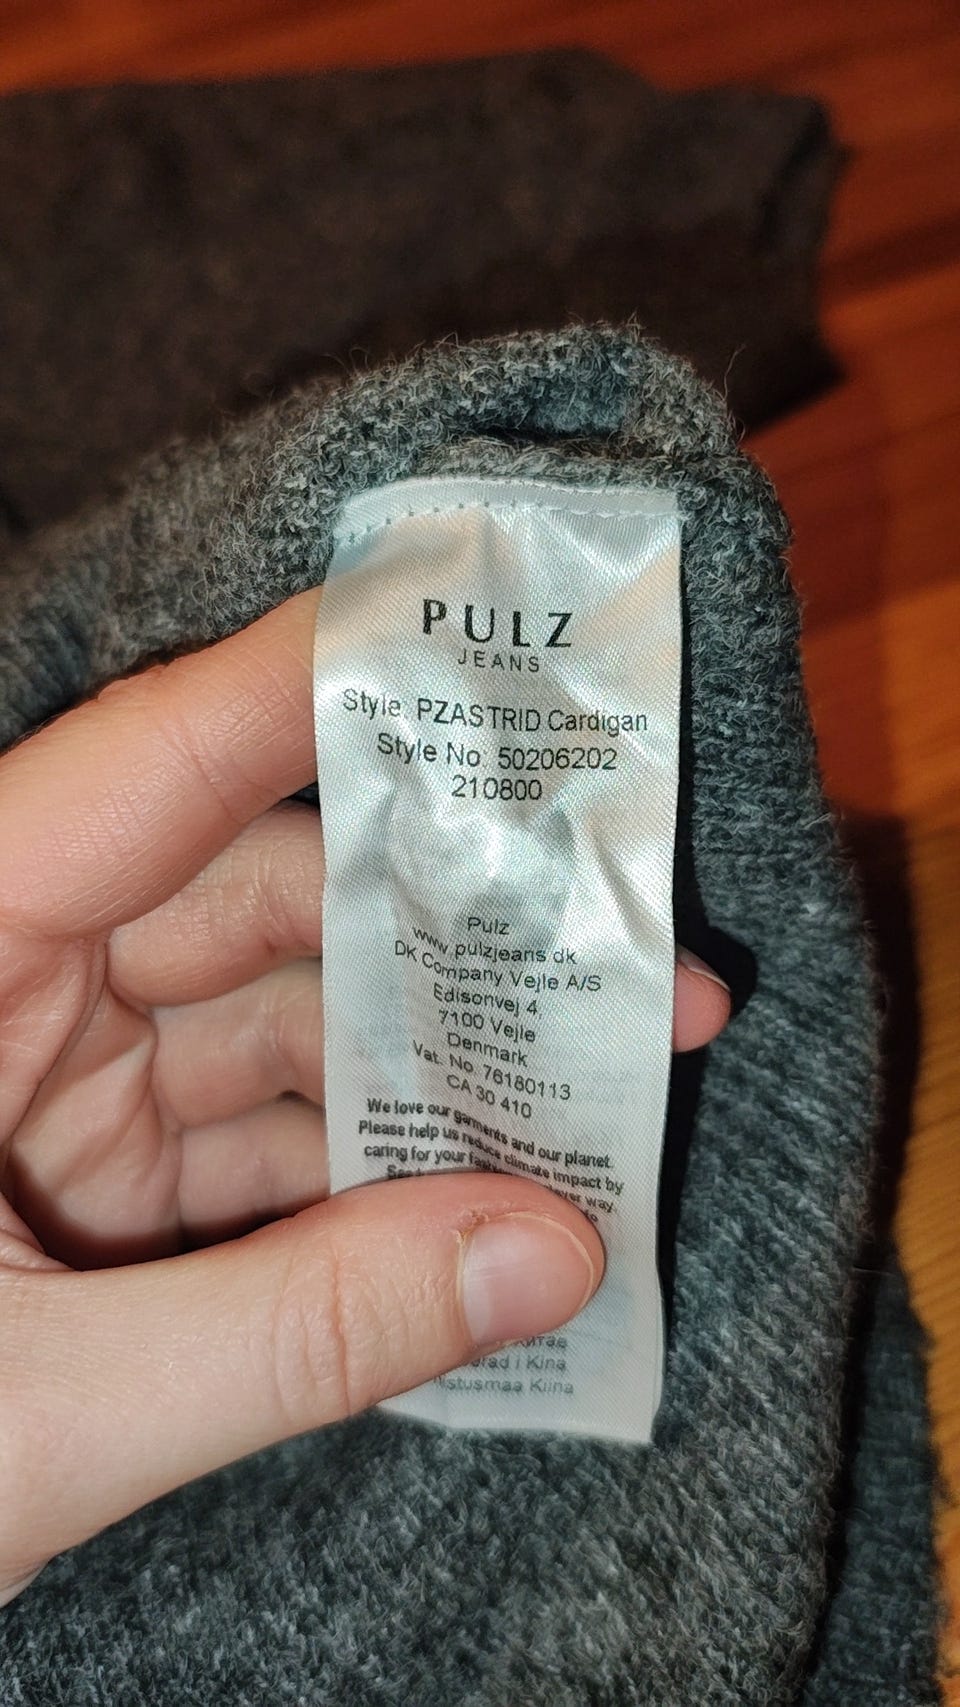 PULZ
JEANS
Style: PZASTRID Cardigan
Style No: 50206202
210800
Pulz
www.pulzjeans.dk
DK Company Vejle A/S
Edisonvej 4
7100 Vejle
Denmark
Vat. No 76180113
CA 30 410
We love our garments and our planet.
Please help us reduce climate impact by
caring for your
way.
i Kina
Kiina